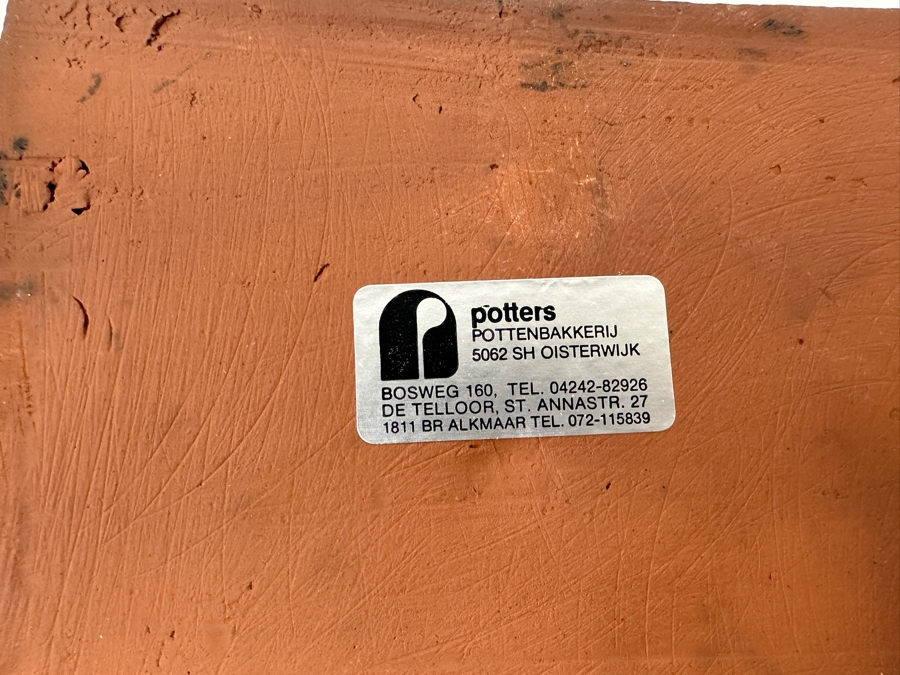 potters
POTTENBAKKERIJ
5062 SH OISTERWIJK
BOSWEG 160, TEL. 04242-82926
DE TELLOOR, ST. ANNASTR. 27
1811 BR ALKMAAR TEL. 072-115839